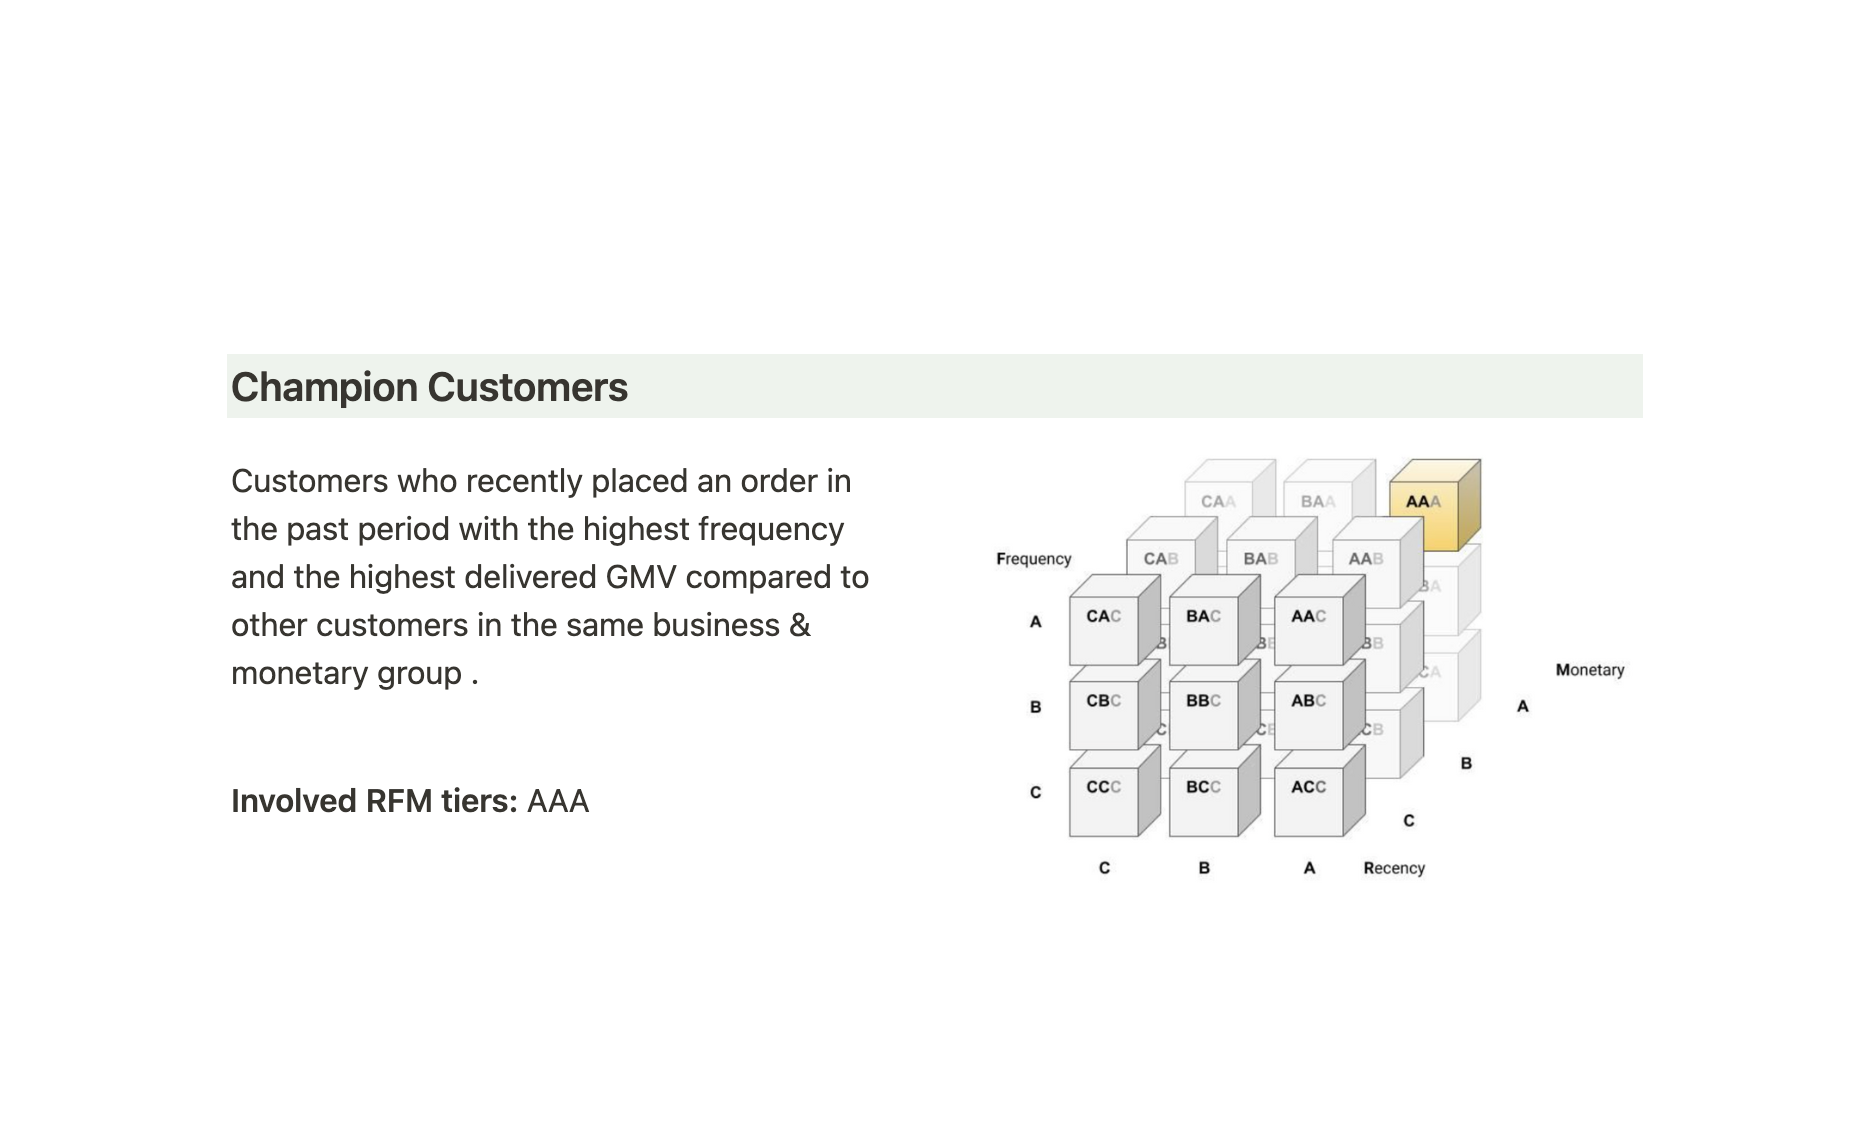 Champion Customers
Customers who recently placed an order in
the past period with the highest frequency
and the highest delivered GMV compared to
other customers in the same business &
monetary group .
Involved RFM tiers: AAA
CAA BAA AAA
Frequency CAB BAB AAB
A CAC BAC AAC
B CBC BBC ABC
C CCC BCC ACC
Monetary
A
B
C
C B A Recency